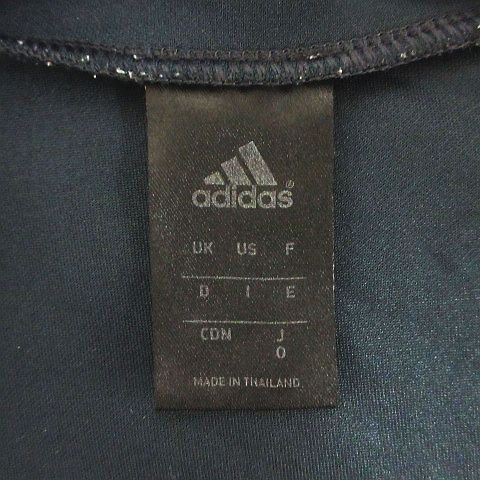 adidas®
UK US F
D I E
CDN J
O
MADE IN THAILAND